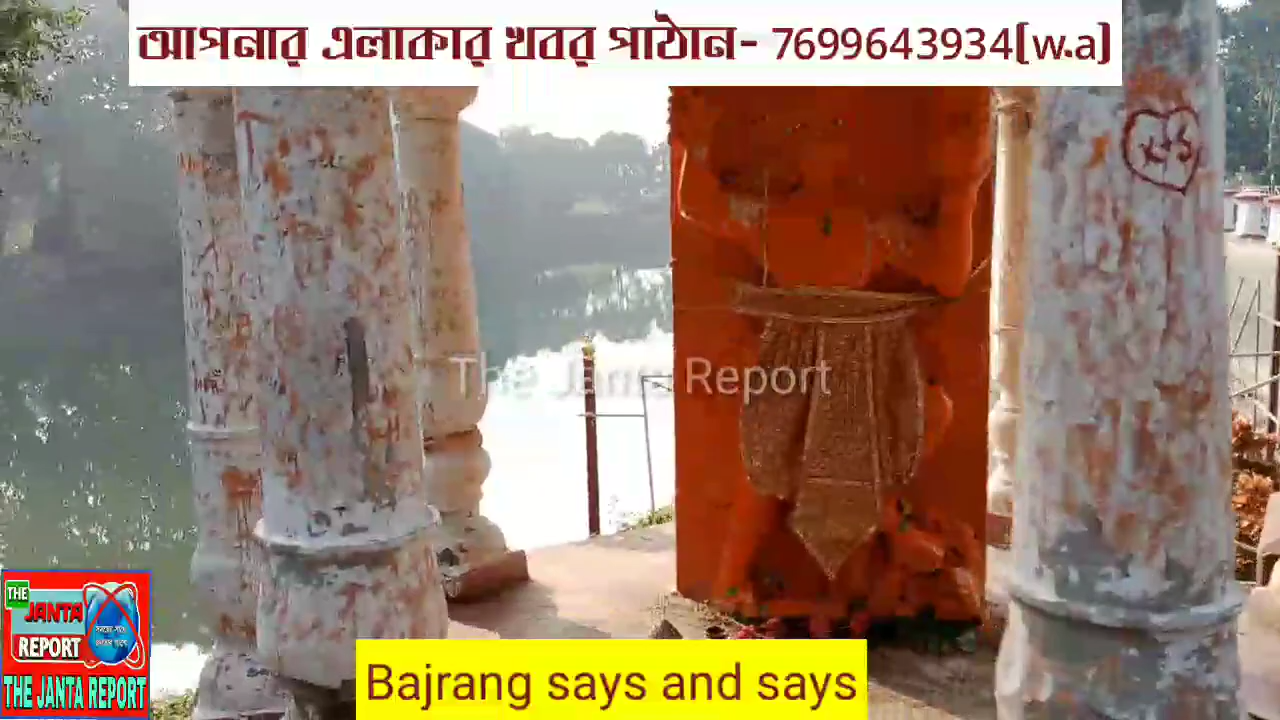 আপনার এলাকার খবর পাঠান- 7699643934(w.a)
x+s
The Janta Report
THE
JANTA
REPORT
THE JANTA REPORT
Bajrang says and says